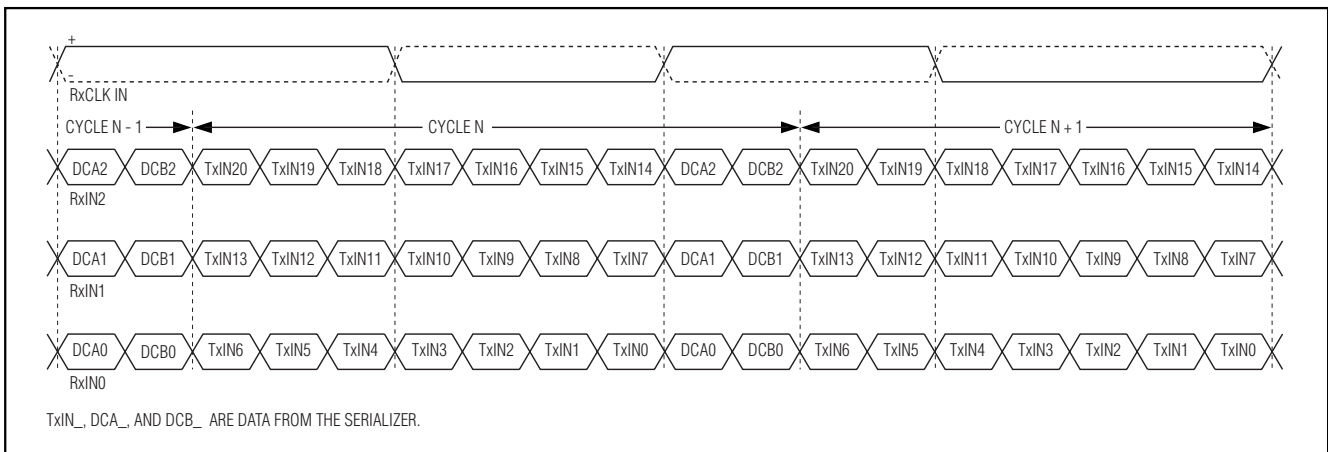 +
-
RxCLK IN
CYCLE N - 1 CYCLE N CYCLE N + 1
DCA2 DCB2 TxIN20 TxIN19 TxIN18 TxIN17 TxIN16 TxIN15 TxIN14 DCA2 DCB2 TxIN20 TxIN19 TxIN18 TxIN17 TxIN16 TxIN15 TxIN14
RxIN2
DCA1 DCB1 TxIN13 TxIN12 TxIN11 TxIN10 TxIN9 TxIN8 TxIN7 DCA1 DCB1 TxIN13 TxIN12 TxIN11 TxIN10 TxIN9 TxIN8 TxIN7
RxIN1
DCA0 DCB0 TxIN6 TxIN5 TxIN4 TxIN3 TxIN2 TxIN1 TxIN0 DCA0 DCB0 TxIN6 TxIN5 TxIN4 TxIN3 TxIN2 TxIN1 TxIN0
RxIN0
TxIN_, DCA_, AND DCB_ ARE DATA FROM THE SERIALIZER.